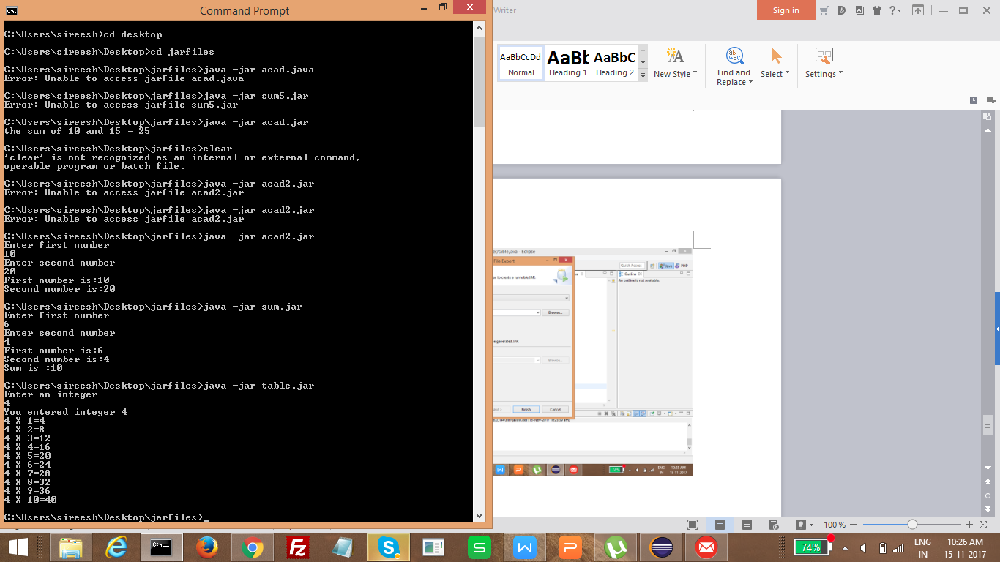 Command Prompt
C:\Users\sireesh>cd desktop
C:\Users\sireesh\Desktop>cd jarfiles
C:\Users\sireesh\Desktop\jarfiles>java -jar acad.java
Error: Unable to access jarfile acad.java
C:\Users\sireesh\Desktop\jarfiles>java -jar sum5.jar
Error: Unable to access jarfile sum5.jar
C:\Users\sireesh\Desktop\jarfiles>java -jar acad.jar
the sum of 10 and 15 = 25
C:\Users\sireesh\Desktop\jarfiles>clear
'clear' is not recognized as an internal or external command,
operable program or batch file.
C:\Users\sireesh\Desktop\jarfiles>java -jar acad2.jar
Error: Unable to access jarfile acad2.jar
C:\Users\sireesh\Desktop\jarfiles>java -jar acad2.jar
Error: Unable to access jarfile acad2.jar
C:\Users\sireesh\Desktop\jarfiles>java -jar acad2.jar
Enter first number
10
Enter second number
20
First number is:10
Second number is:20
C:\Users\sireesh\Desktop\jarfiles>java -jar sum.jar
Enter first number
6
Enter second number
4
First number is:6
Second number is:4
Sum is :10
C:\Users\sireesh\Desktop\jarfiles>java -jar table.jar
Enter an integer
4
You entered integer 4
4 X 1=4
4 X 2=8
4 X 3=12
4 X 4=16
4 X 5=20
4 X 6=24
4 X 7=28
4 X 8=32
4 X 9=36
4 X 10=40
C:\Users\sireesh\Desktop\jarfiles>_
Writer
Sign in
AaBbCcDd AaBb AaBbC
Normal Heading 1 Heading 2
New Style
Find and
Replace
Select
Settings
er/table.java - Eclipse
File Export
se to create a runnable JAR.
Browse...
Browse...
Finish Cancel
Quick Access
Java PHP
Outline
An outline is not available.
ENG
IN
10:25 AM
15-11-2017
100 %
74%
ENG
IN
10:26 AM
15-11-2017